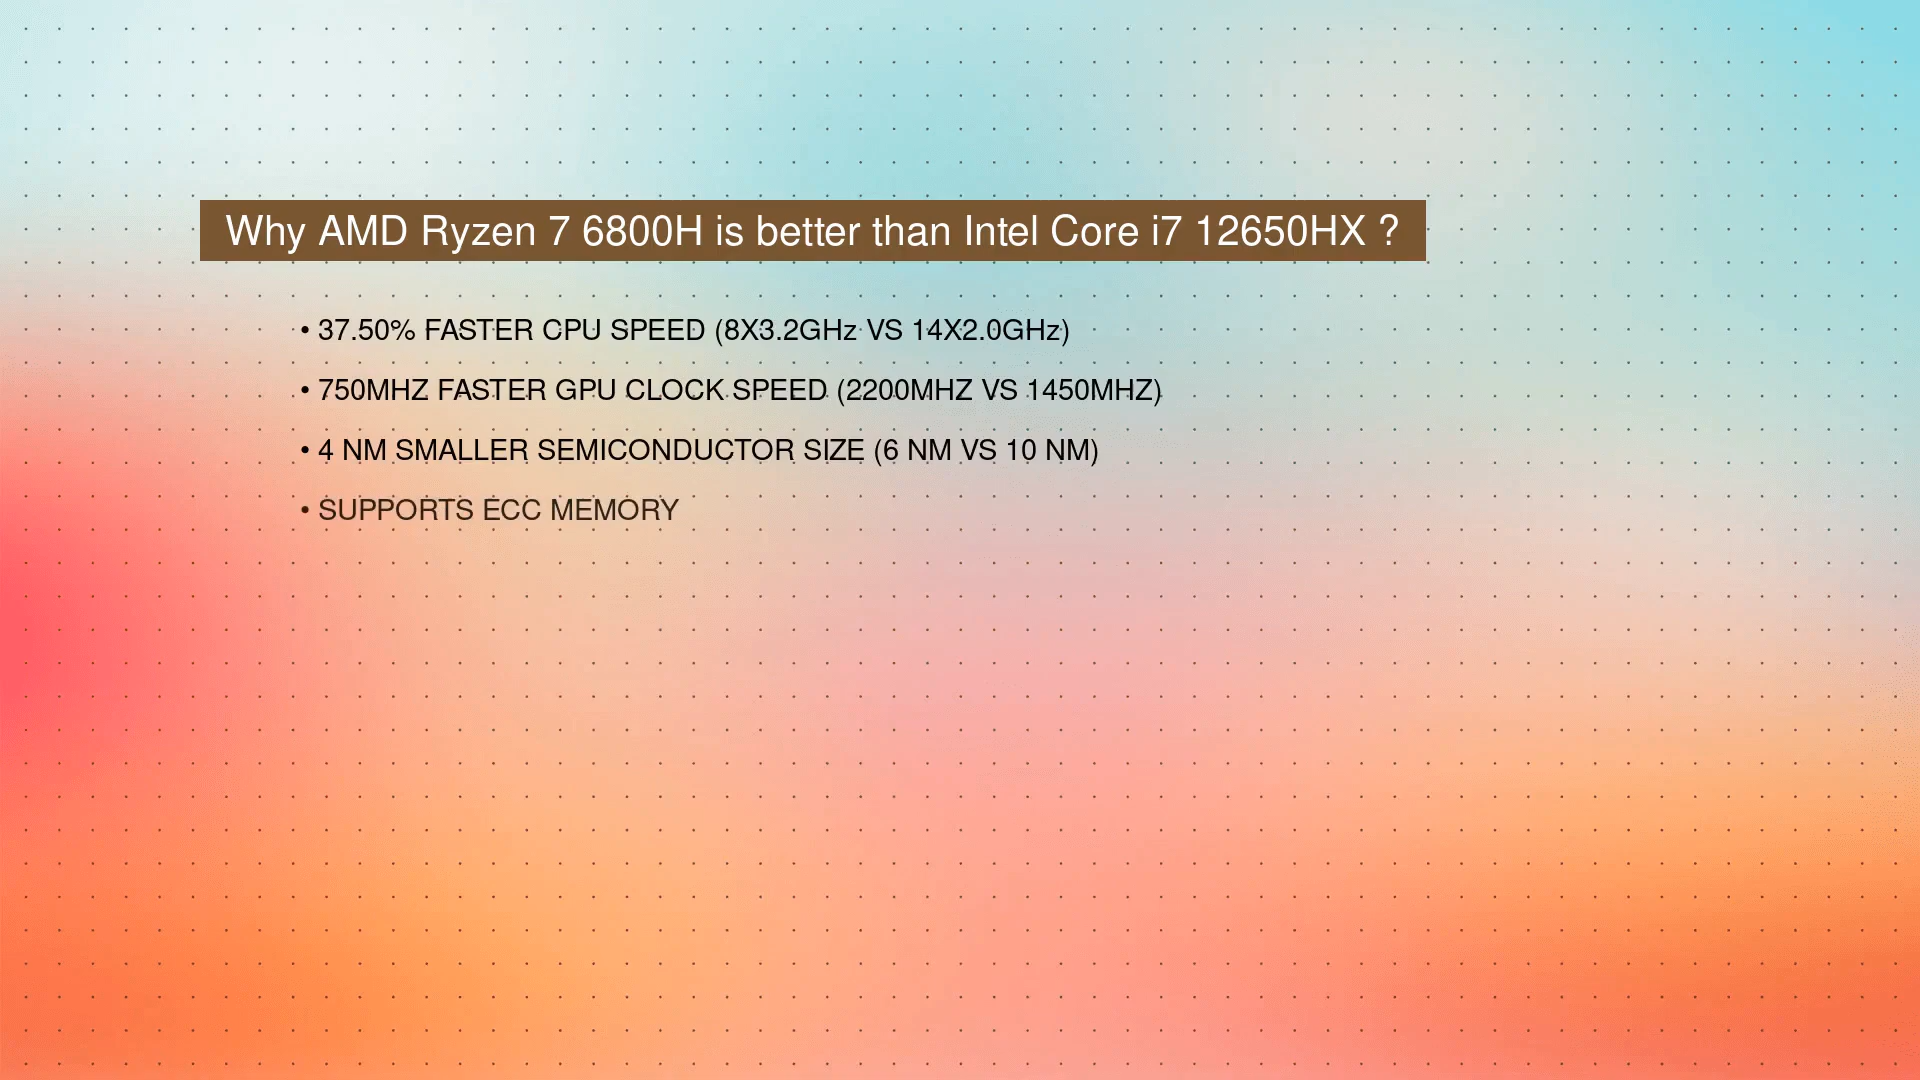 Why AMD Ryzen 7 6800H is better than Intel Core i7 12650HX ?
• 37.50% FASTER CPU SPEED (8X3.2GHz VS 14X2.0GHz)
• 750MHZ FASTER GPU CLOCK SPEED (2200MHZ VS 1450MHZ)
• 4 NM SMALLER SEMICONDUCTOR SIZE (6 NM VS 10 NM)
• SUPPORTS ECC MEMORY